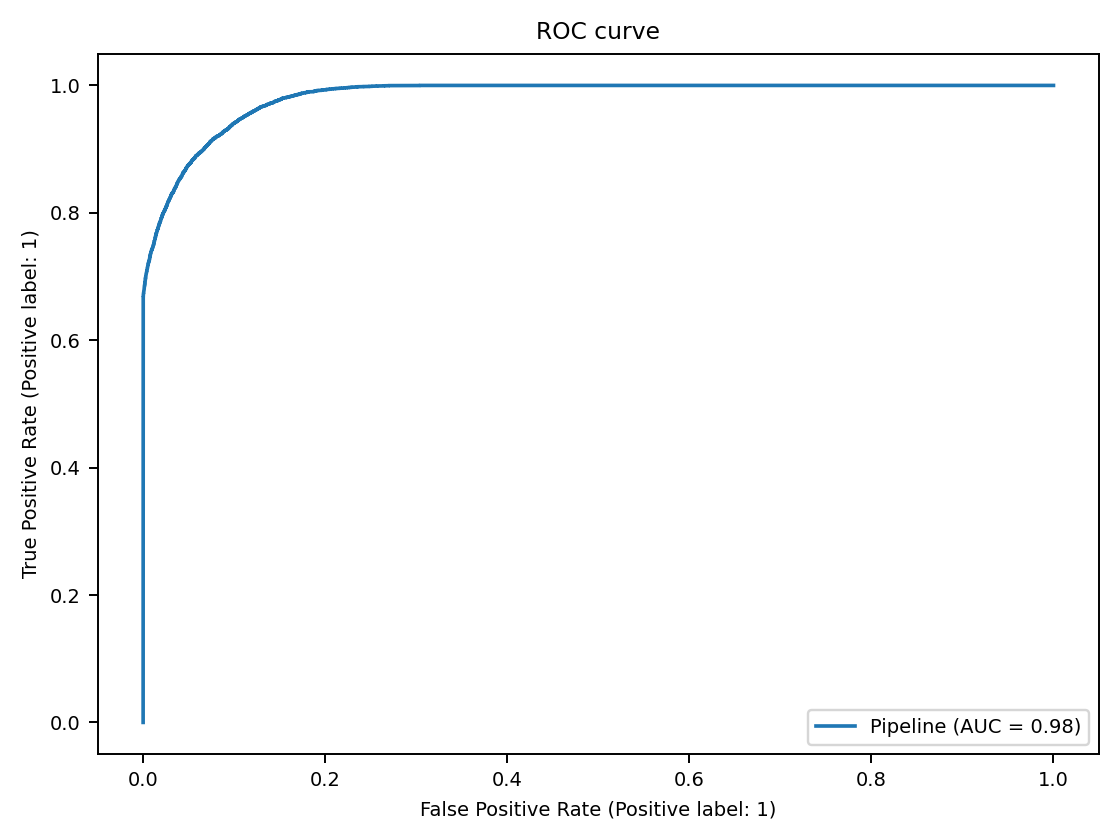 ROC curve
True Positive Rate (Positive label: 1)
1.0
0.8
0.6
0.4
0.2
0.0
Pipeline (AUC = 0.98)
0.0 0.2 0.4 0.6 0.8 1.0
False Positive Rate (Positive label: 1)